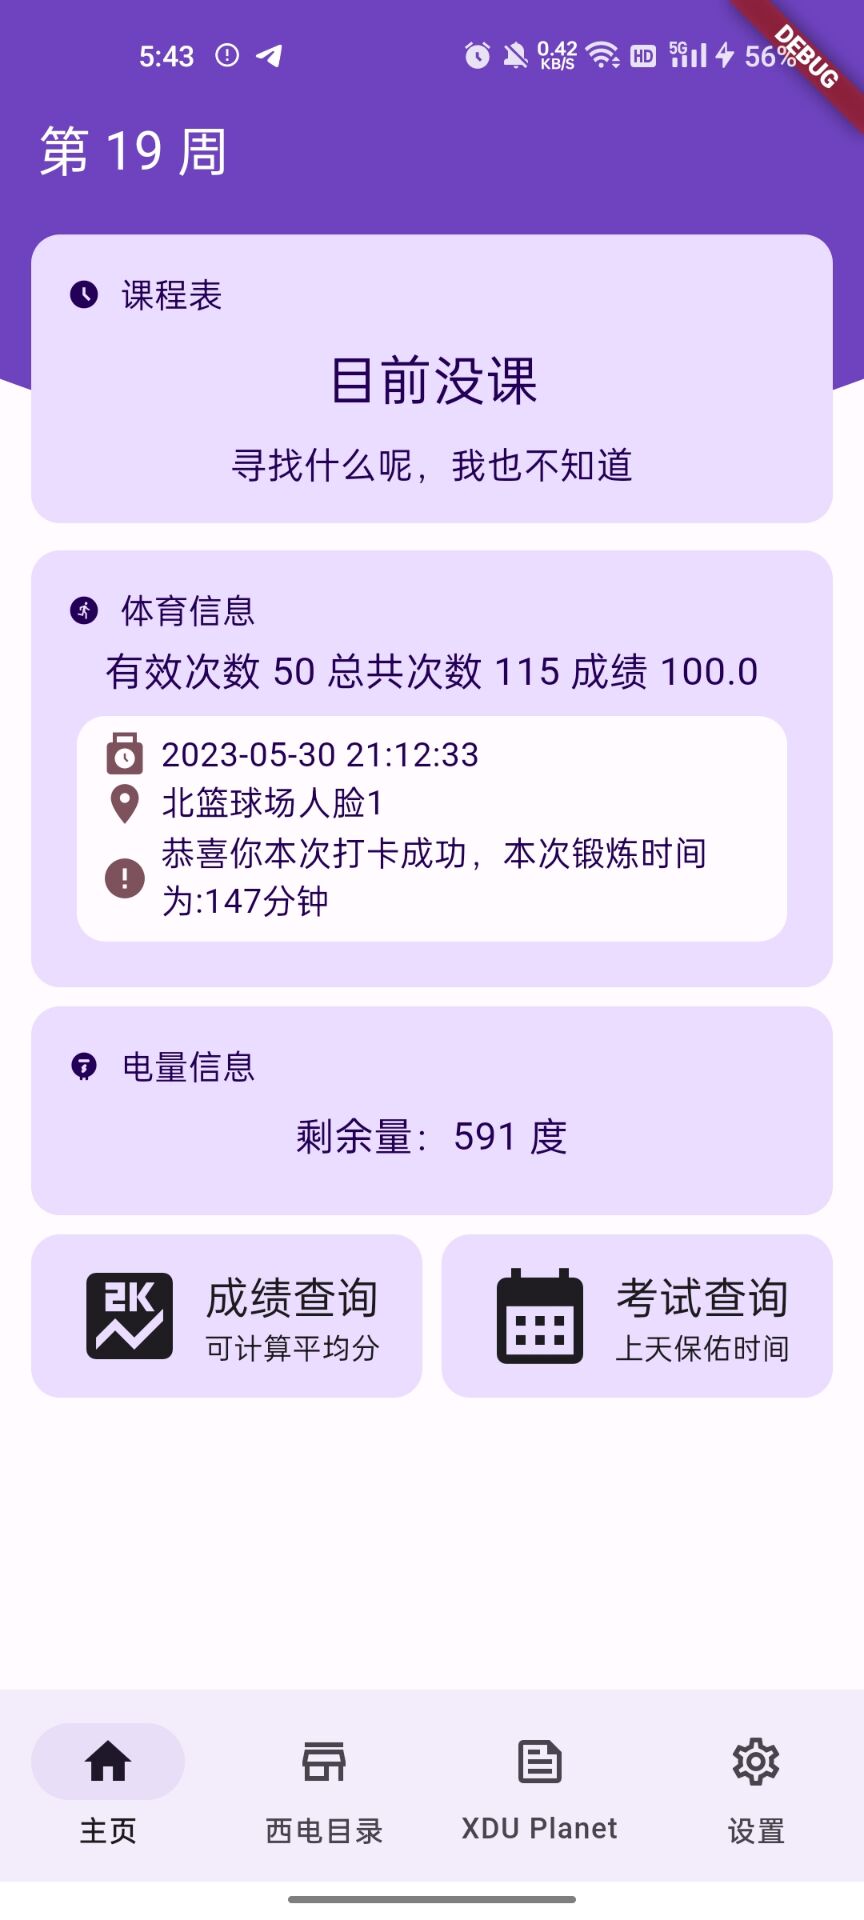 5:43
0.42 KB/S
HD
5G
56%
DEBUG
第 19 周
课程表
目前没课
寻找什么呢，我也不知道
体育信息
有效次数 50 总共次数 115 成绩 100.0
2023-05-30 21:12:33
北篮球场人脸1
恭喜你本次打卡成功，本次锻炼时间
为:147分钟
电量信息
剩余量：591 度
2K
成绩查询
可计算平均分
考试查询
上天保佑时间
主页
西电目录
XDU Planet
设置